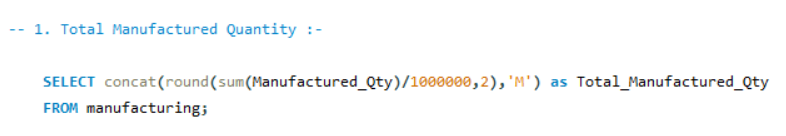 -- 1. Total Manufactured Quantity :-
SELECT concat(round(sum(Manufactured_Qty)/1000000,2),'M') as Total_Manufactured_Qty
FROM manufacturing;